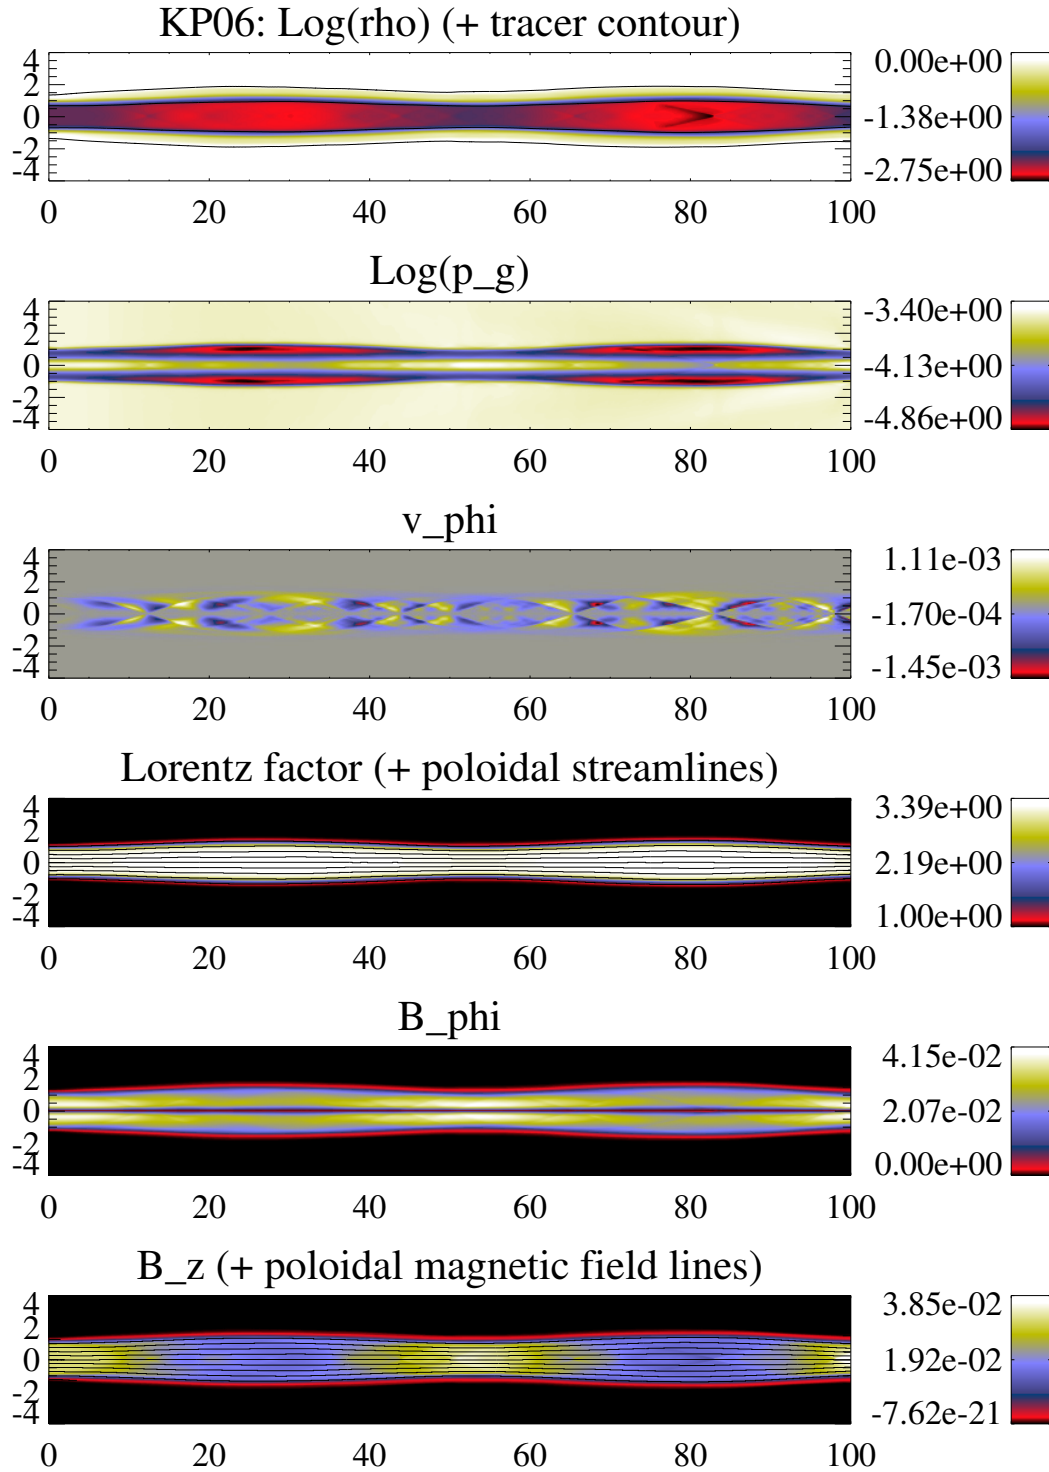 KP06: Log(rho) (+ tracer contour)
4
2
0
-2
-4
0 20 40 60 80 100
0.00e+00
-1.38e+00
-2.75e+00
Log(p_g)
4
2
0
-2
-4
0 20 40 60 80 100
-3.40e+00
-4.13e+00
-4.86e+00
v_phi
4
2
0
-2
-4
0 20 40 60 80 100
1.11e-03
-1.70e-04
-1.45e-03
Lorentz factor (+ poloidal streamlines)
4
2
0
-2
-4
0 20 40 60 80 100
3.39e+00
2.19e+00
1.00e+00
B_phi
4
2
0
-2
-4
0 20 40 60 80 100
4.15e-02
2.07e-02
0.00e+00
B_z (+ poloidal magnetic field lines)
4
2
0
-2
-4
0 20 40 60 80 100
3.85e-02
1.92e-02
-7.62e-21